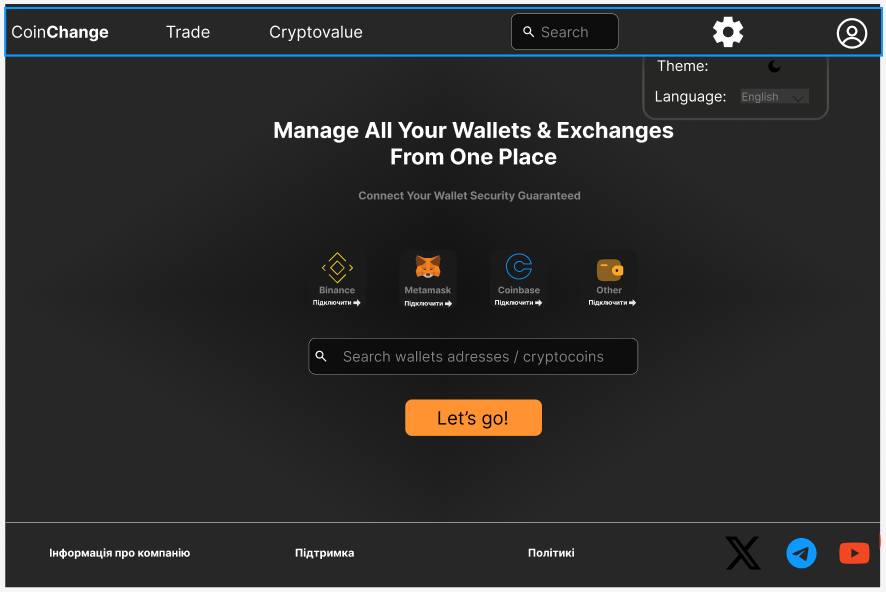 CoinChange Trade Cryptovalue Search
Theme:
Language: English
Manage All Your Wallets & Exchanges
From One Place
Connect Your Wallet Security Guaranteed
Binance Metamask Coinbase Other
Підключити Підключити Підключити Підключити
Search wallets adresses / cryptocoins
Let's go!
Інформація про компанію Підтримка Політикі